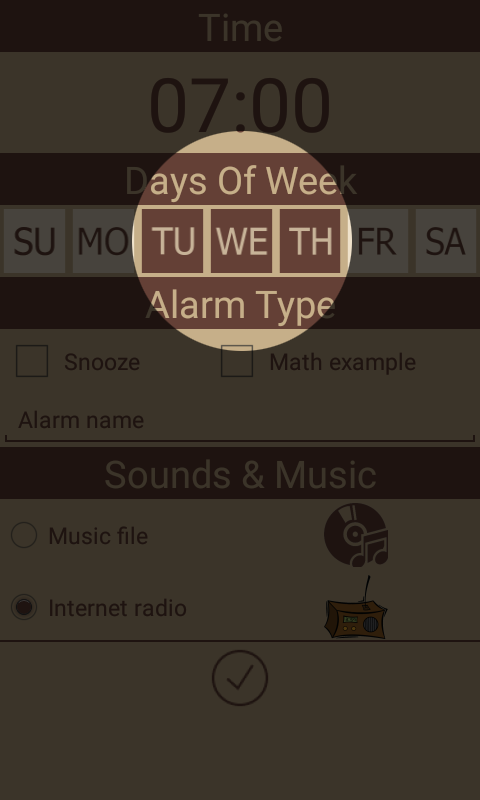 Time
07:00
Days Of Week
SU MO TU WE TH FR SA
Alarm Type
Snooze Math example
Alarm name
Sounds & Music
Music file
Internet radio